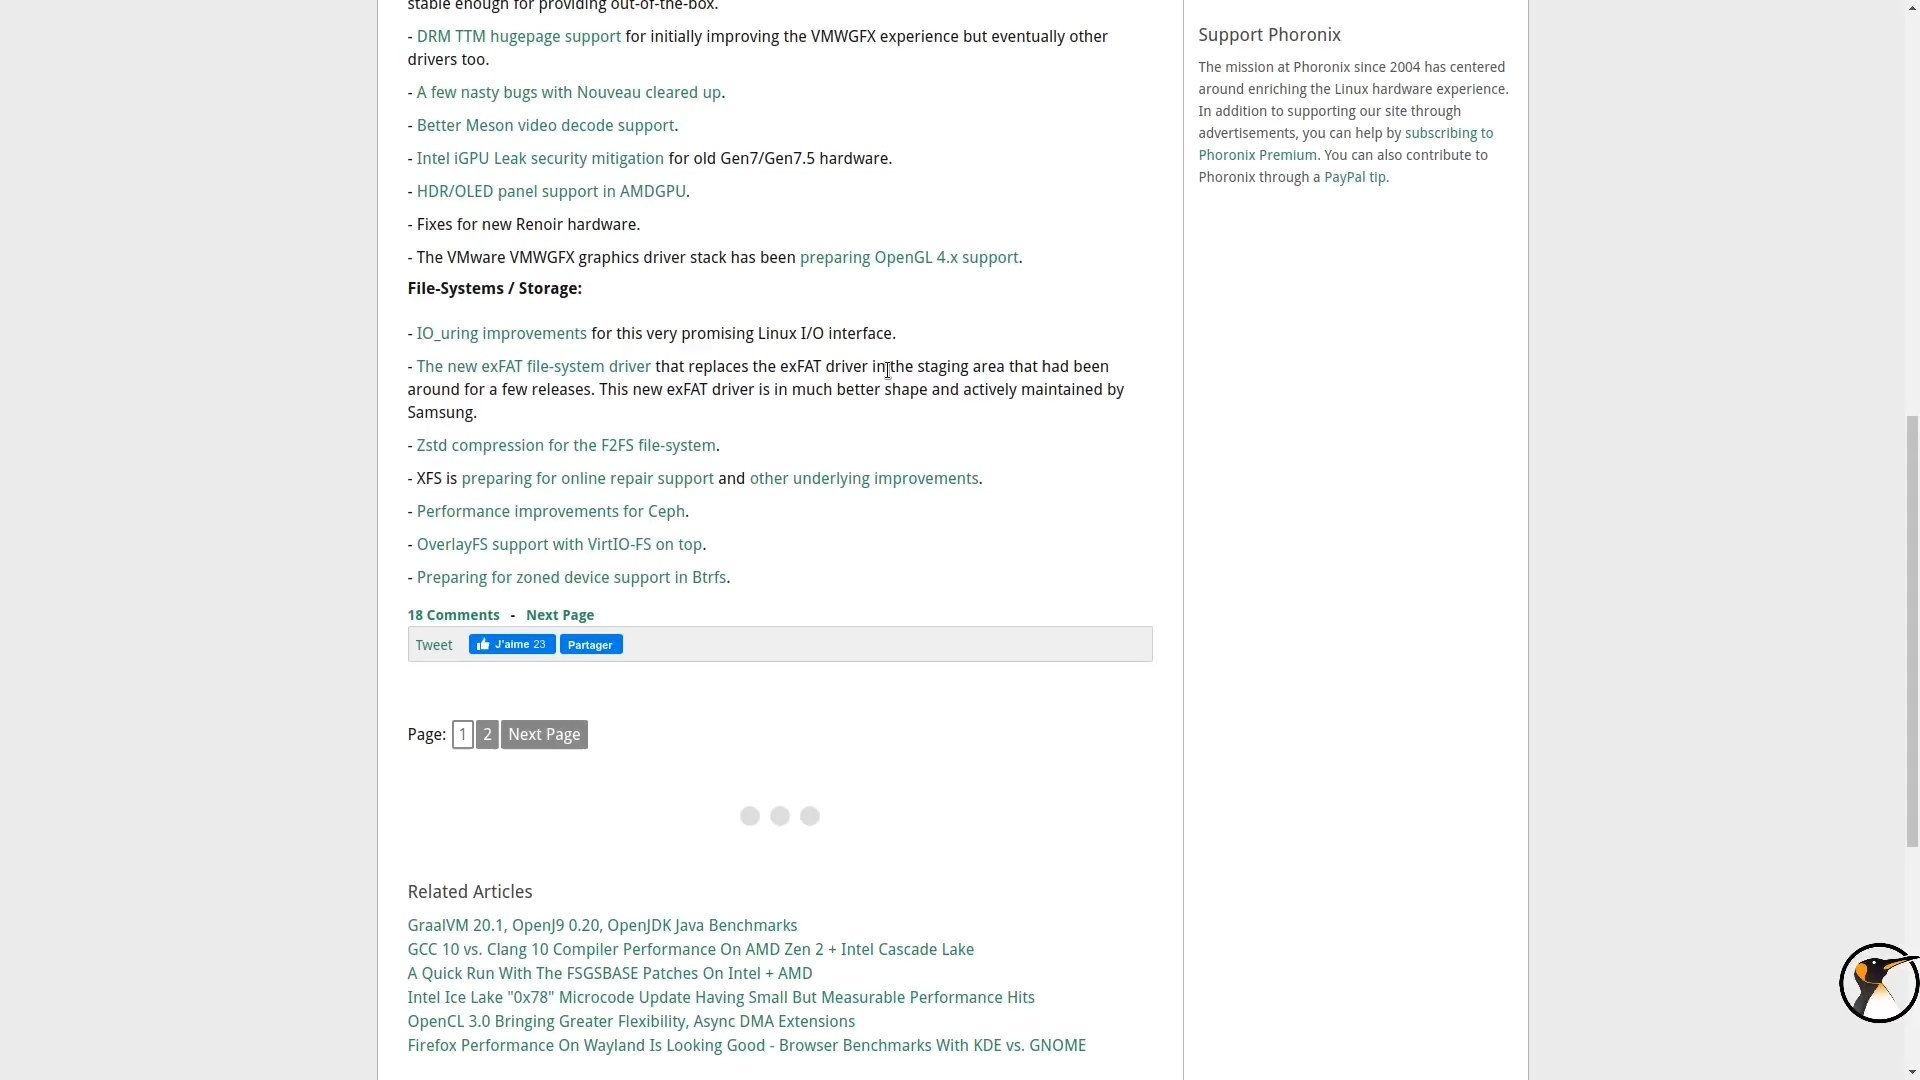 stable enough for providing out-of-the-box.
- DRM TTM hugepage support for initially improving the VMWGFX experience but eventually other
drivers too.
- A few nasty bugs with Nouveau cleared up.
- Better Meson video decode support.
- Intel iGPU Leak security mitigation for old Gen7/Gen7.5 hardware.
- HDR/OLED panel support in AMDGPU.
- Fixes for new Renoir hardware.
- The VMware VMWGFX graphics driver stack has been preparing OpenGL 4.x support.
File-Systems / Storage:
- IO_uring improvements for this very promising Linux I/O interface.
- The new exFAT file-system driver that replaces the exFAT driver in the staging area that had been
around for a few releases. This new exFAT driver is in much better shape and actively maintained by
Samsung.
- Zstd compression for the F2FS file-system.
- XFS is preparing for online repair support and other underlying improvements.
- Performance improvements for Ceph.
- OverlayFS support with VirtIO-FS on top.
- Preparing for zoned device support in Btrfs.
18 Comments - Next Page
Tweet J'aime 23 Partager
Page: 1 2 Next Page
Related Articles
GraalVM 20.1, OpenJ9 0.20, OpenJDK Java Benchmarks
GCC 10 vs. Clang 10 Compiler Performance On AMD Zen 2 + Intel Cascade Lake
A Quick Run With The FSGSBASE Patches On Intel + AMD
Intel Ice Lake "0x78" Microcode Update Having Small But Measurable Performance Hits
OpenCL 3.0 Bringing Greater Flexibility, Async DMA Extensions
Firefox Performance On Wayland Is Looking Good - Browser Benchmarks With KDE vs. GNOME
Support Phoronix
The mission at Phoronix since 2004 has centered
around enriching the Linux hardware experience.
In addition to supporting our site through
advertisements, you can help by subscribing to
Phoronix Premium. You can also contribute to
Phoronix through a PayPal tip.